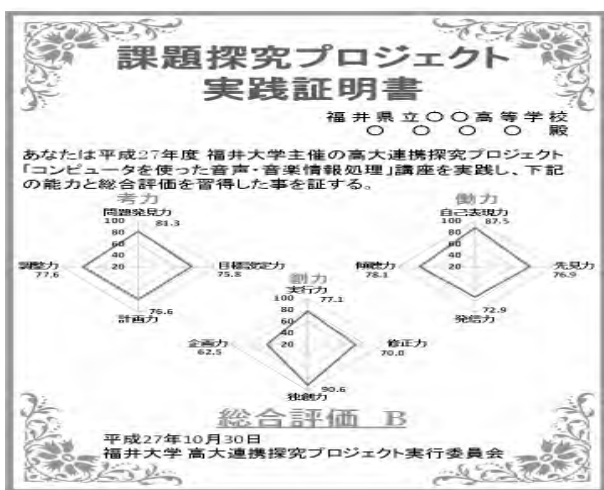 課題探究プロジェクト
実践証明書
福井県立〇〇高等学校
〇 〇 〇 〇 殿
あなたは平成27年度 福井大学主催の高大連携探究プロジェクト
「コンピュータを使った音声・音楽情報処理」講座を実践し、下記
の能力と総合評価を習得した事を証する。
考力
問題発見力
81.3
目標設定力
75.8
76.6
計画力
調整力
77.6
100
80
60
40
20
働力
自己表現力
87.5
先見力
76.9
72.9
発信力
傾聴力
78.1
100
80
60
40
20
創力
実行力
77.1
修正力
70.0
90.6
独創力
企画力
62.5
100
80
60
40
20
総合評価 B
平成27年10月30日
福井大学 高大連携探究プロジェクト実行委員会